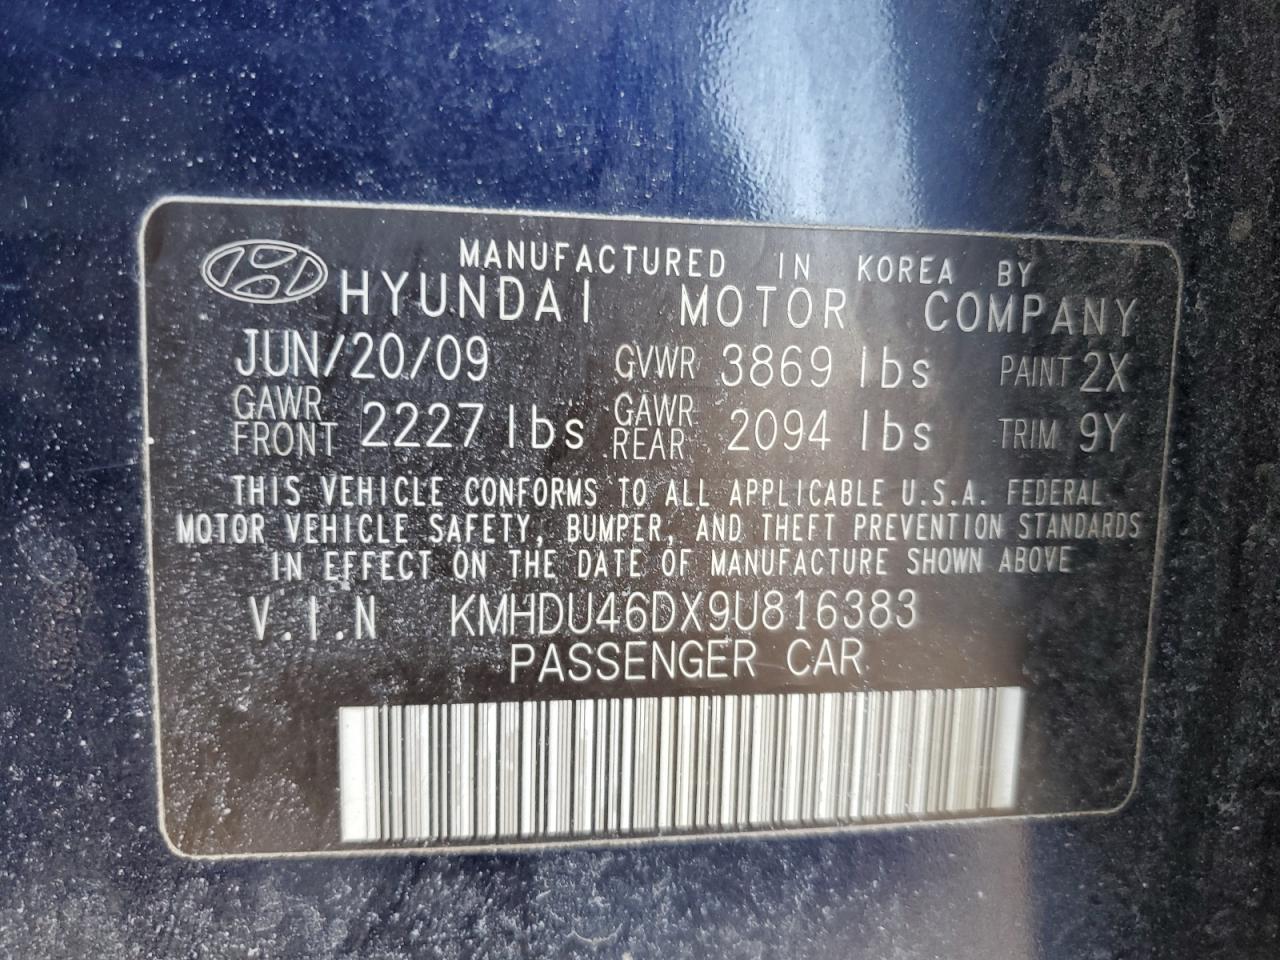 MANUFACTURED IN KOREA BY
HYUNDAI MOTOR COMPANY
JUN/20/09 GVWR 3869 lbs PAINT 2X
GAWR FRONT 2227 lbs GAWR REAR 2094 lbs TRIM 9Y
THIS VEHICLE CONFORMS TO ALL APPLICABLE U.S.A. FEDERAL
MOTOR VEHICLE SAFETY, BUMPER, AND THEFT PREVENTION STANDARDS
IN EFFECT ON THE DATE OF MANUFACTURE SHOWN ABOVE
V.I.N KMHDU46DX9U816383
PASSENGER CAR